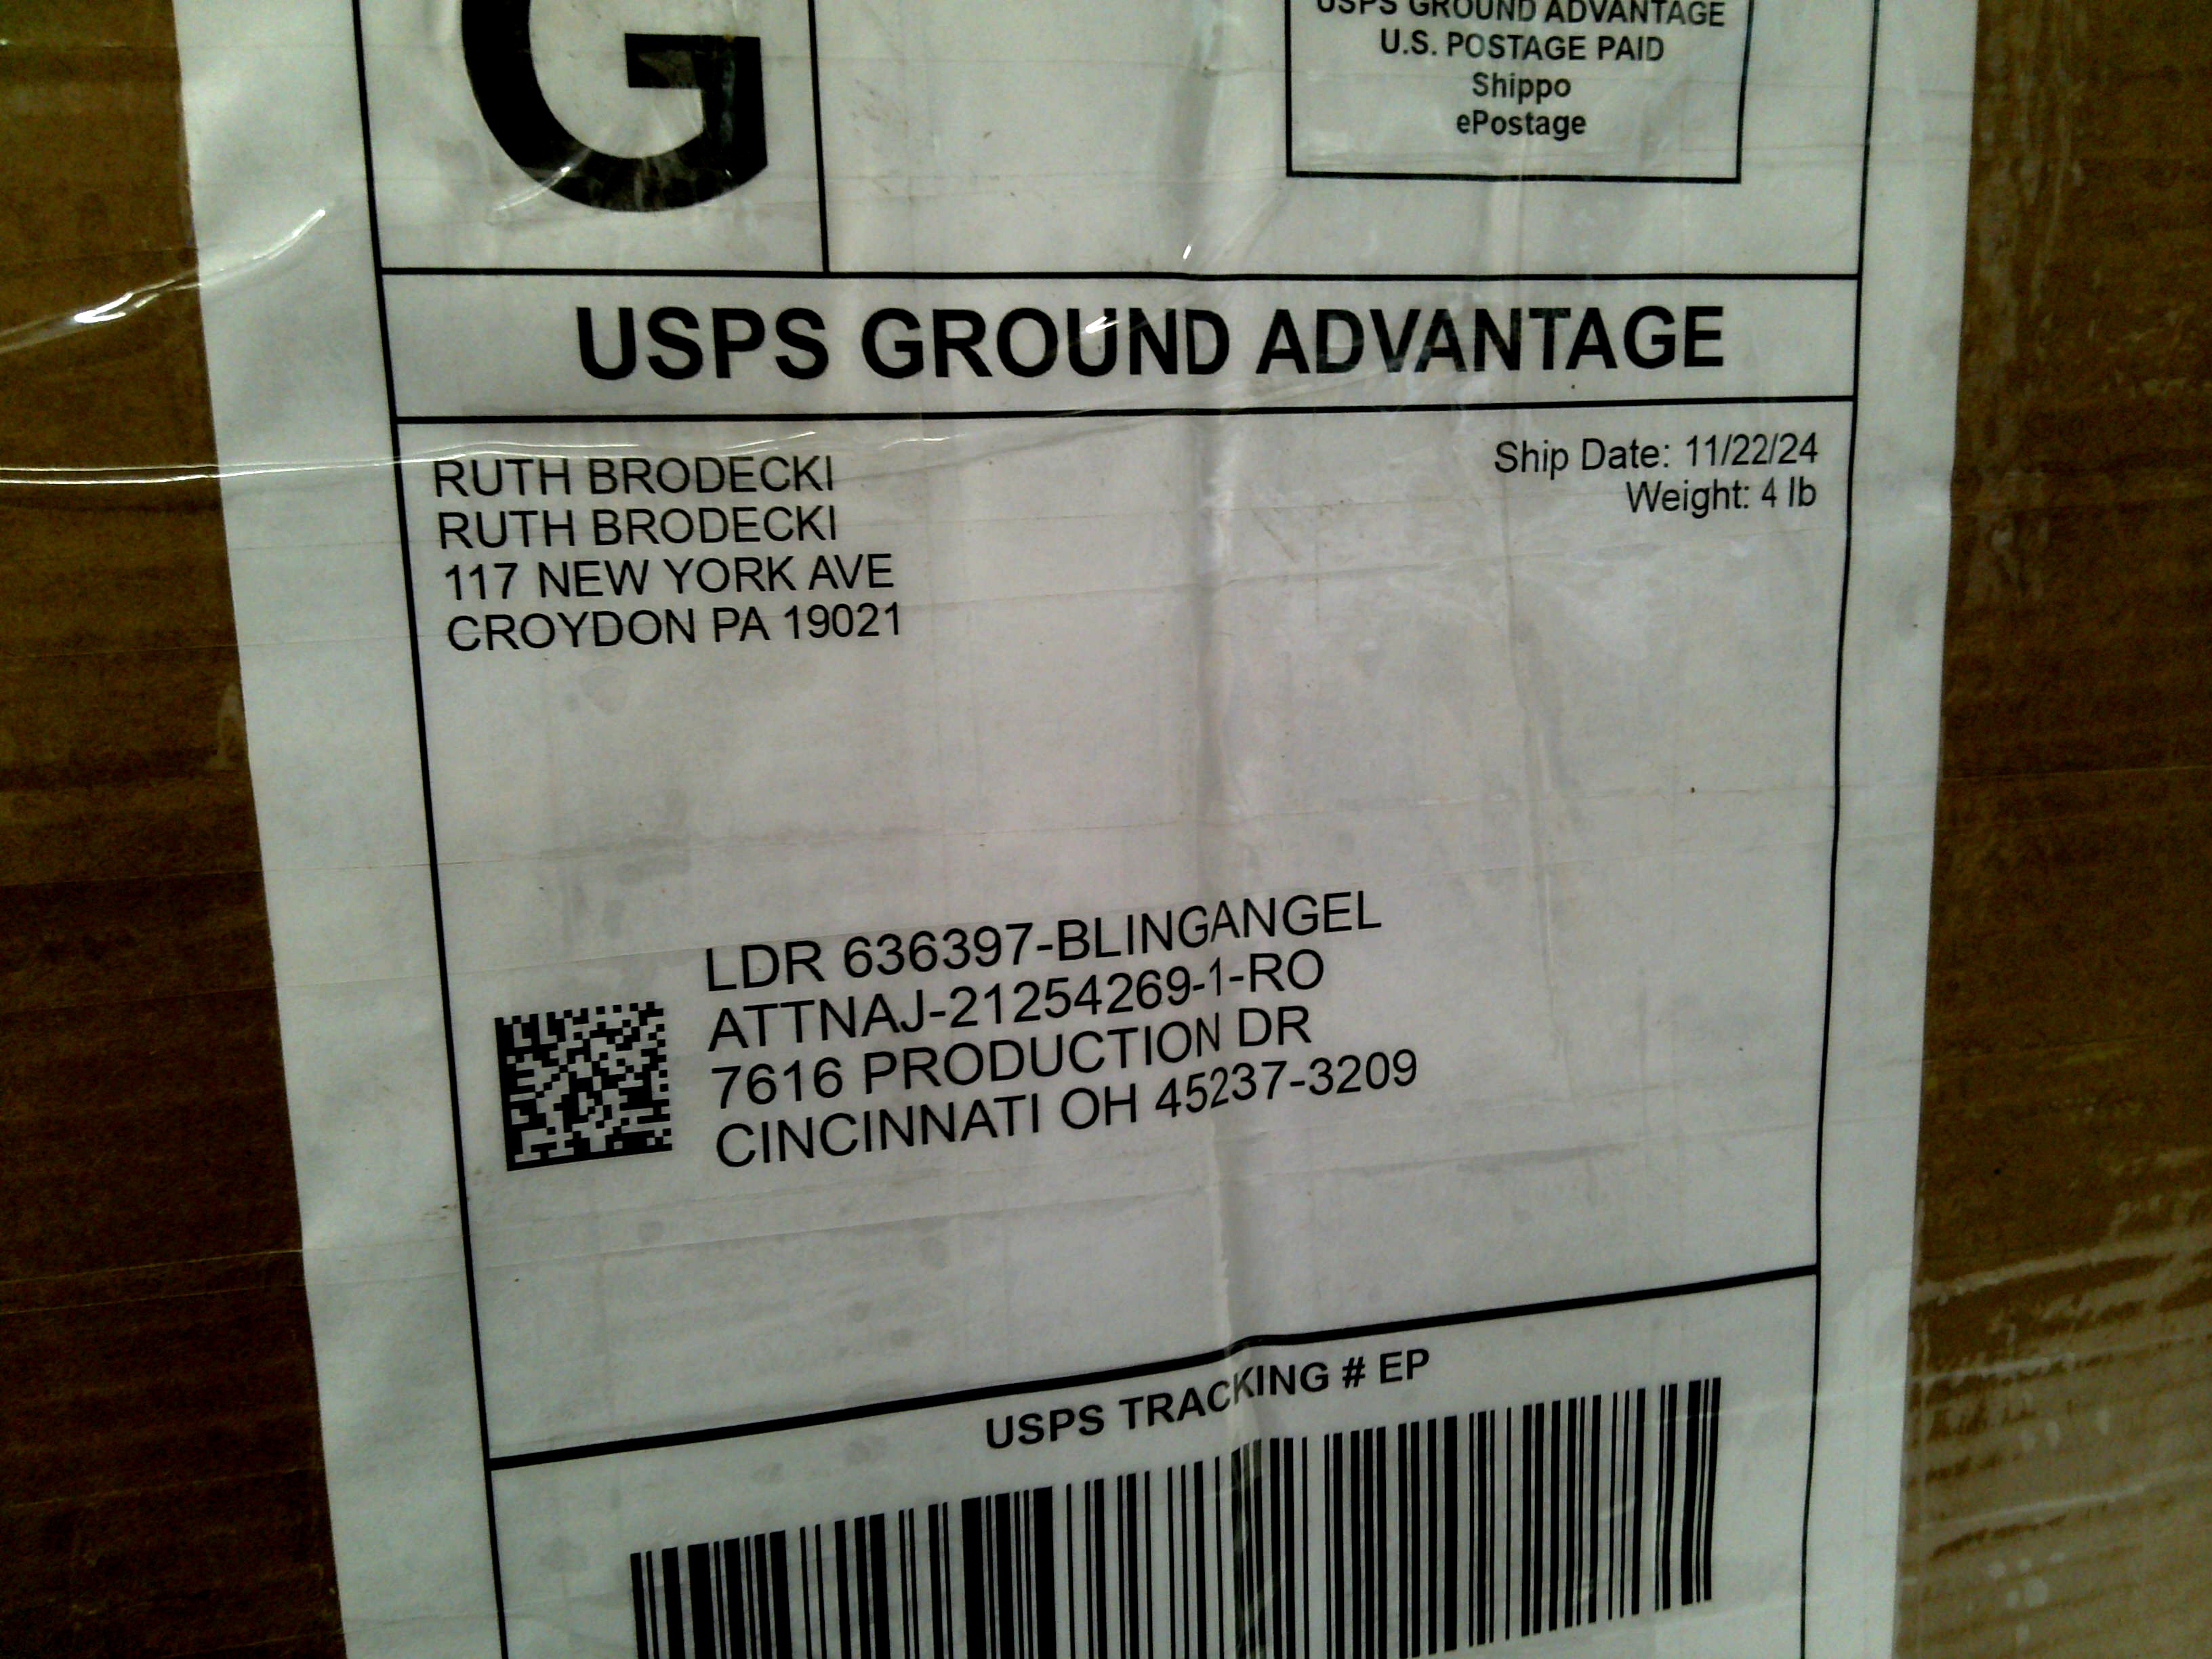 G
USPS GROUND ADVANTAGE
U.S. POSTAGE PAID
Shippo
ePostage
USPS GROUND ADVANTAGE
RUTH BRODECKI
RUTH BRODECKI
117 NEW YORK AVE
CROYDON PA 19021
Ship Date: 11/22/24
Weight: 4 lb
LDR 636397-BLINGANGEL
ATTNAJ-21254269-1-RO
7616 PRODUCTION DR
CINCINNATI OH 45237-3209
USPS TRACKING # EP